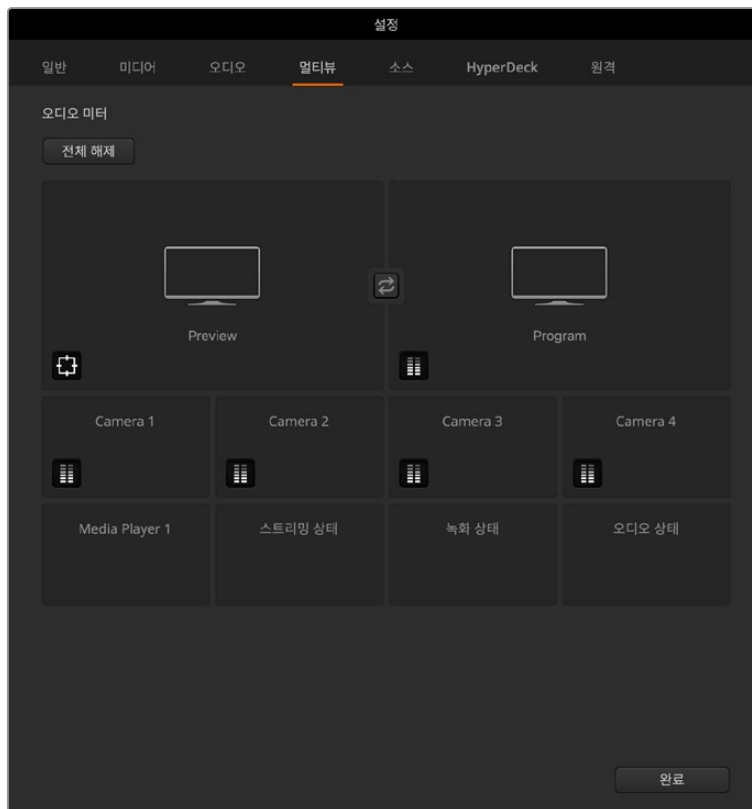 설정
일반 미디어 오디오 멀티뷰 소스 HyperDeck 원격
오디오 미터
전체 해제
Preview Program
Camera 1 Camera 2 Camera 3 Camera 4
Media Player 1 스트리밍 상태 녹화 상태 오디오 상태
완료